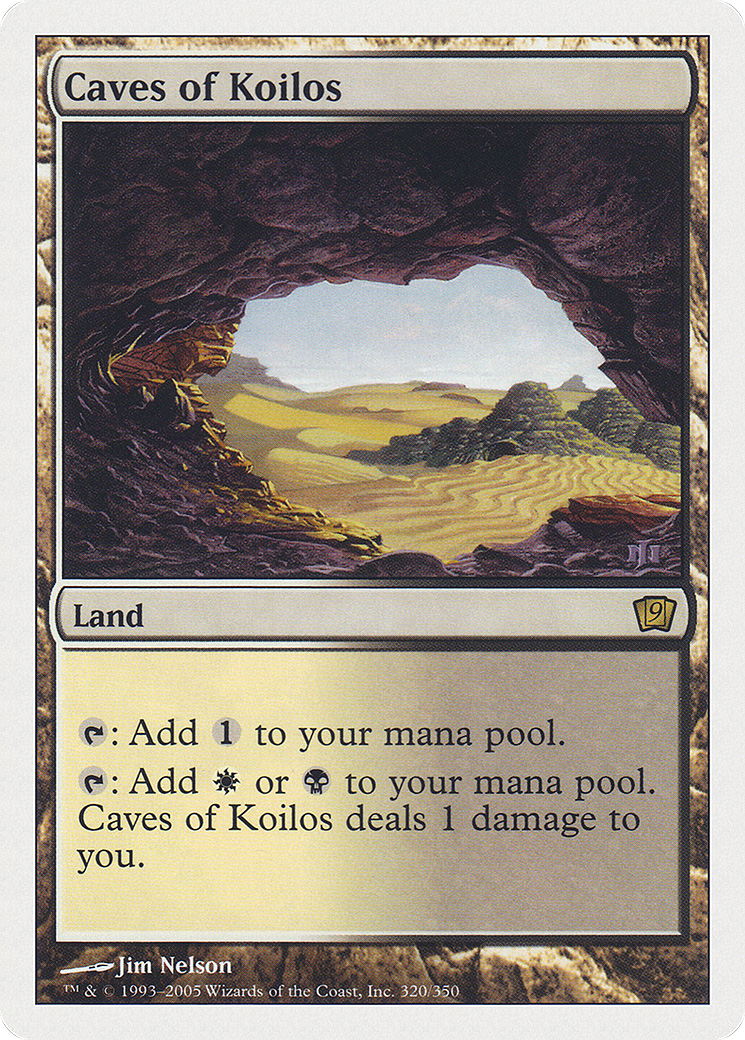 Caves of Koilos
Land
9
: Add 1 to your mana pool.
: Add or to your mana pool.
Caves of Koilos deals 1 damage to
you.
Jim Nelson
™ & © 1993–2005 Wizards of the Coast, Inc. 320/350